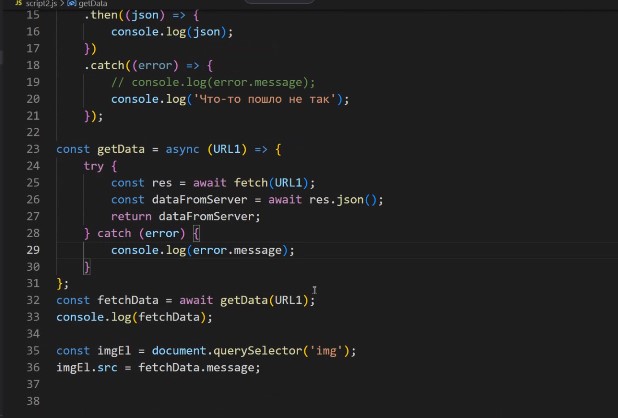 JS script2.js > getData
15 .then((json) => {
16 console.log(json);
17 })
18 .catch((error) => {
19 // console.log(error.message);
20 console.log('Что-то пошло не так');
21 });
22
23 const getData = async (URL1) => {
24 try {
25 const res = await fetch(URL1);
26 const dataFromServer = await res.json();
27 return dataFromServer;
28 } catch (error) {
29 console.log(error.message);
30 }
31 };
32 const fetchData = await getData(URL1);
33 console.log(fetchData);
34
35 const imgEl = document.querySelector('img');
36 imgEl.src = fetchData.message;
37
38